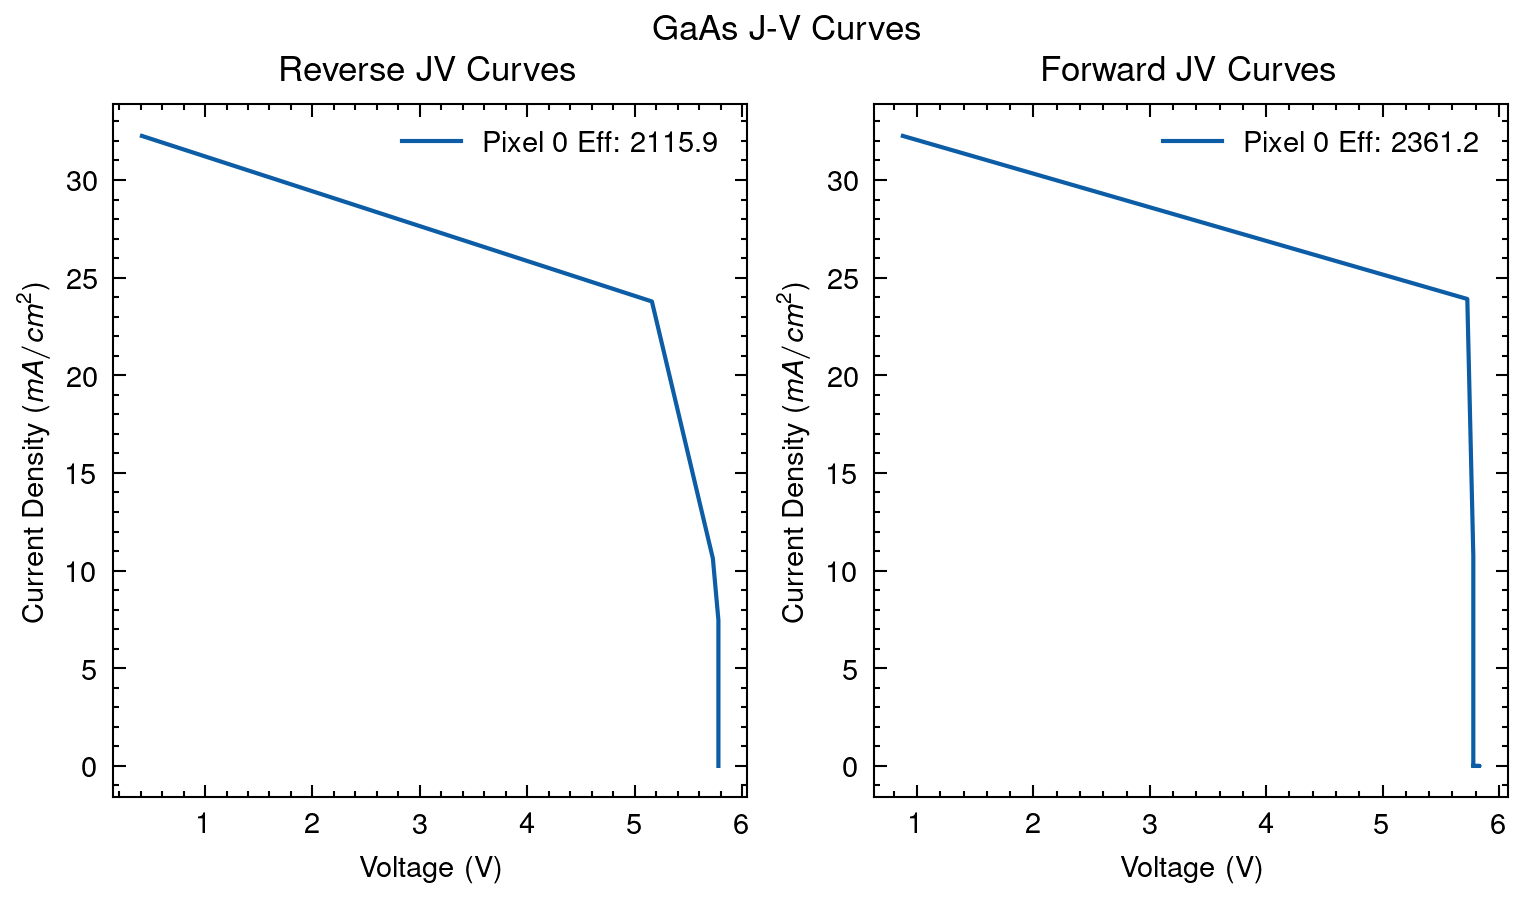 GaAs J-V Curves
Reverse JV Curves
Pixel 0 Eff: 2115.9
Current Density (mA/cm²)
30
25
20
15
10
5
0
1 2 3 4 5 6
Voltage (V)
Forward JV Curves
Pixel 0 Eff: 2361.2
Current Density (mA/cm²)
30
25
20
15
10
5
0
1 2 3 4 5 6
Voltage (V)